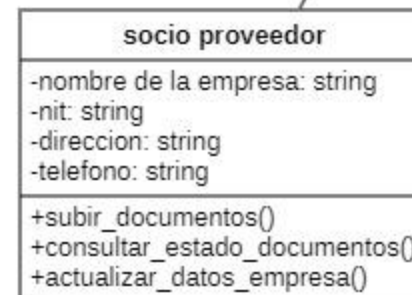 socio proveedor
-nombre de la empresa: string
-nit: string
-direccion: string
-telefono: string
+subir_documentos()
+consultar_estado_documentos()
+actualizar_datos_empresa()